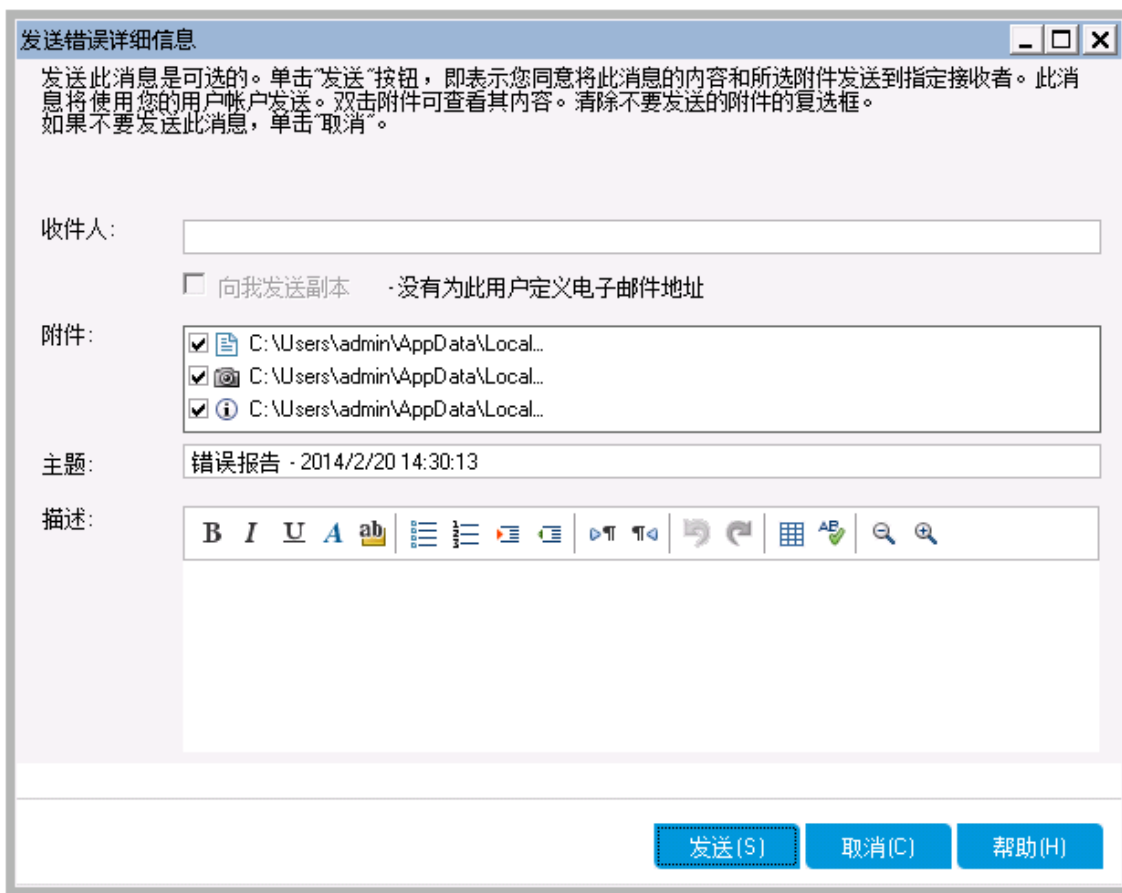 发送错误详细信息
发送此消息是可选的。单击"发送"按钮，即表示您同意将此消息的内容和所选附件发送到指定接收者。此消
息将使用您的用户帐户发送。双击附件可查看其内容。清除不要发送的附件的复选框。
如果不要发送此消息，单击"取消"。
收件人:
向我发送副本 - 没有为此用户定义电子邮件地址
附件:
C:\Users\admin\AppData\Local...
C:\Users\admin\AppData\Local...
C:\Users\admin\AppData\Local...
主题: 错误报告 - 2014/2/20 14:30:13
描述:
B I U A ab
发送(S) 取消(C) 帮助(H)